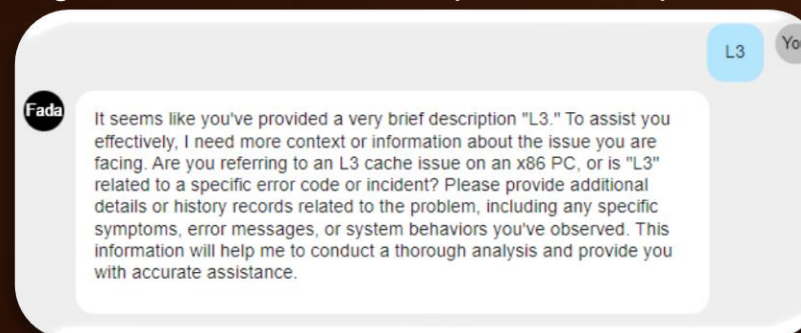 L3
You
Fada
It seems like you've provided a very brief description "L3." To assist you
effectively, I need more context or information about the issue you are
facing. Are you referring to an L3 cache issue on an x86 PC, or is "L3"
related to a specific error code or incident? Please provide additional
details or history records related to the problem, including any specific
symptoms, error messages, or system behaviors you've observed. This
information will help me to conduct a thorough analysis and provide you
with accurate assistance.